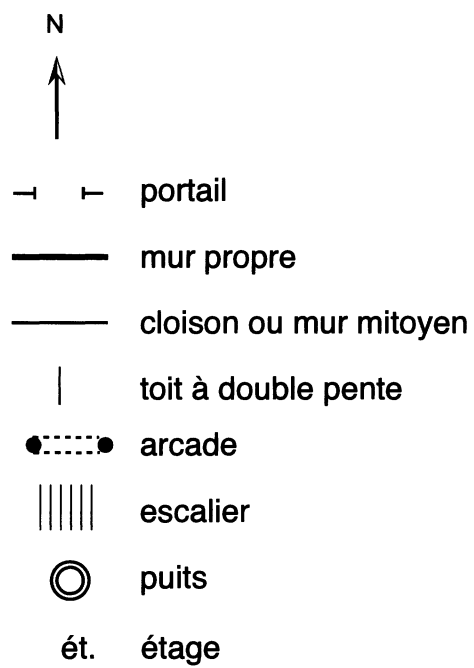 N
portail
mur propre
cloison ou mur mitoyen
toit à double pente
arcade
escalier
puits
ét. étage